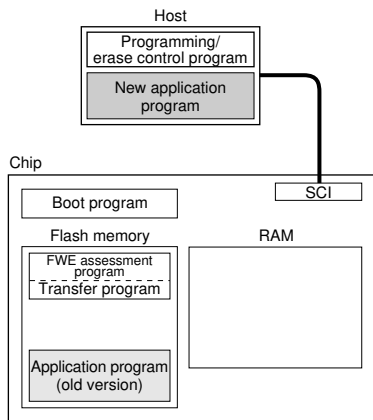 Host
Programming/
erase control program
New application
program
Chip
SCI
Boot program
Flash memory
RAM
FWE assessment
program
Transfer program
Application program
(old version)